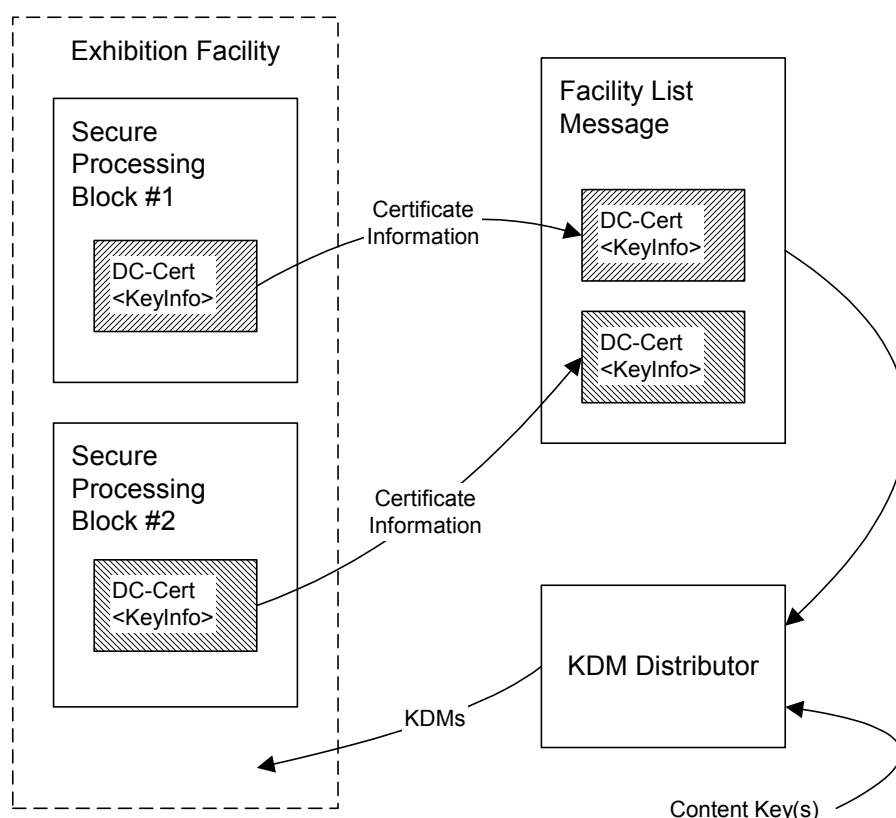 Exhibition Facility
Secure
Processing
Block #1
DC-Cert
<KeyInfo>
Certificate
Information
Facility List
Message
DC-Cert
<KeyInfo>
DC-Cert
<KeyInfo>
Secure
Processing
Block #2
DC-Cert
<KeyInfo>
Certificate
Information
KDM Distributor
KDMs
Content Key(s)